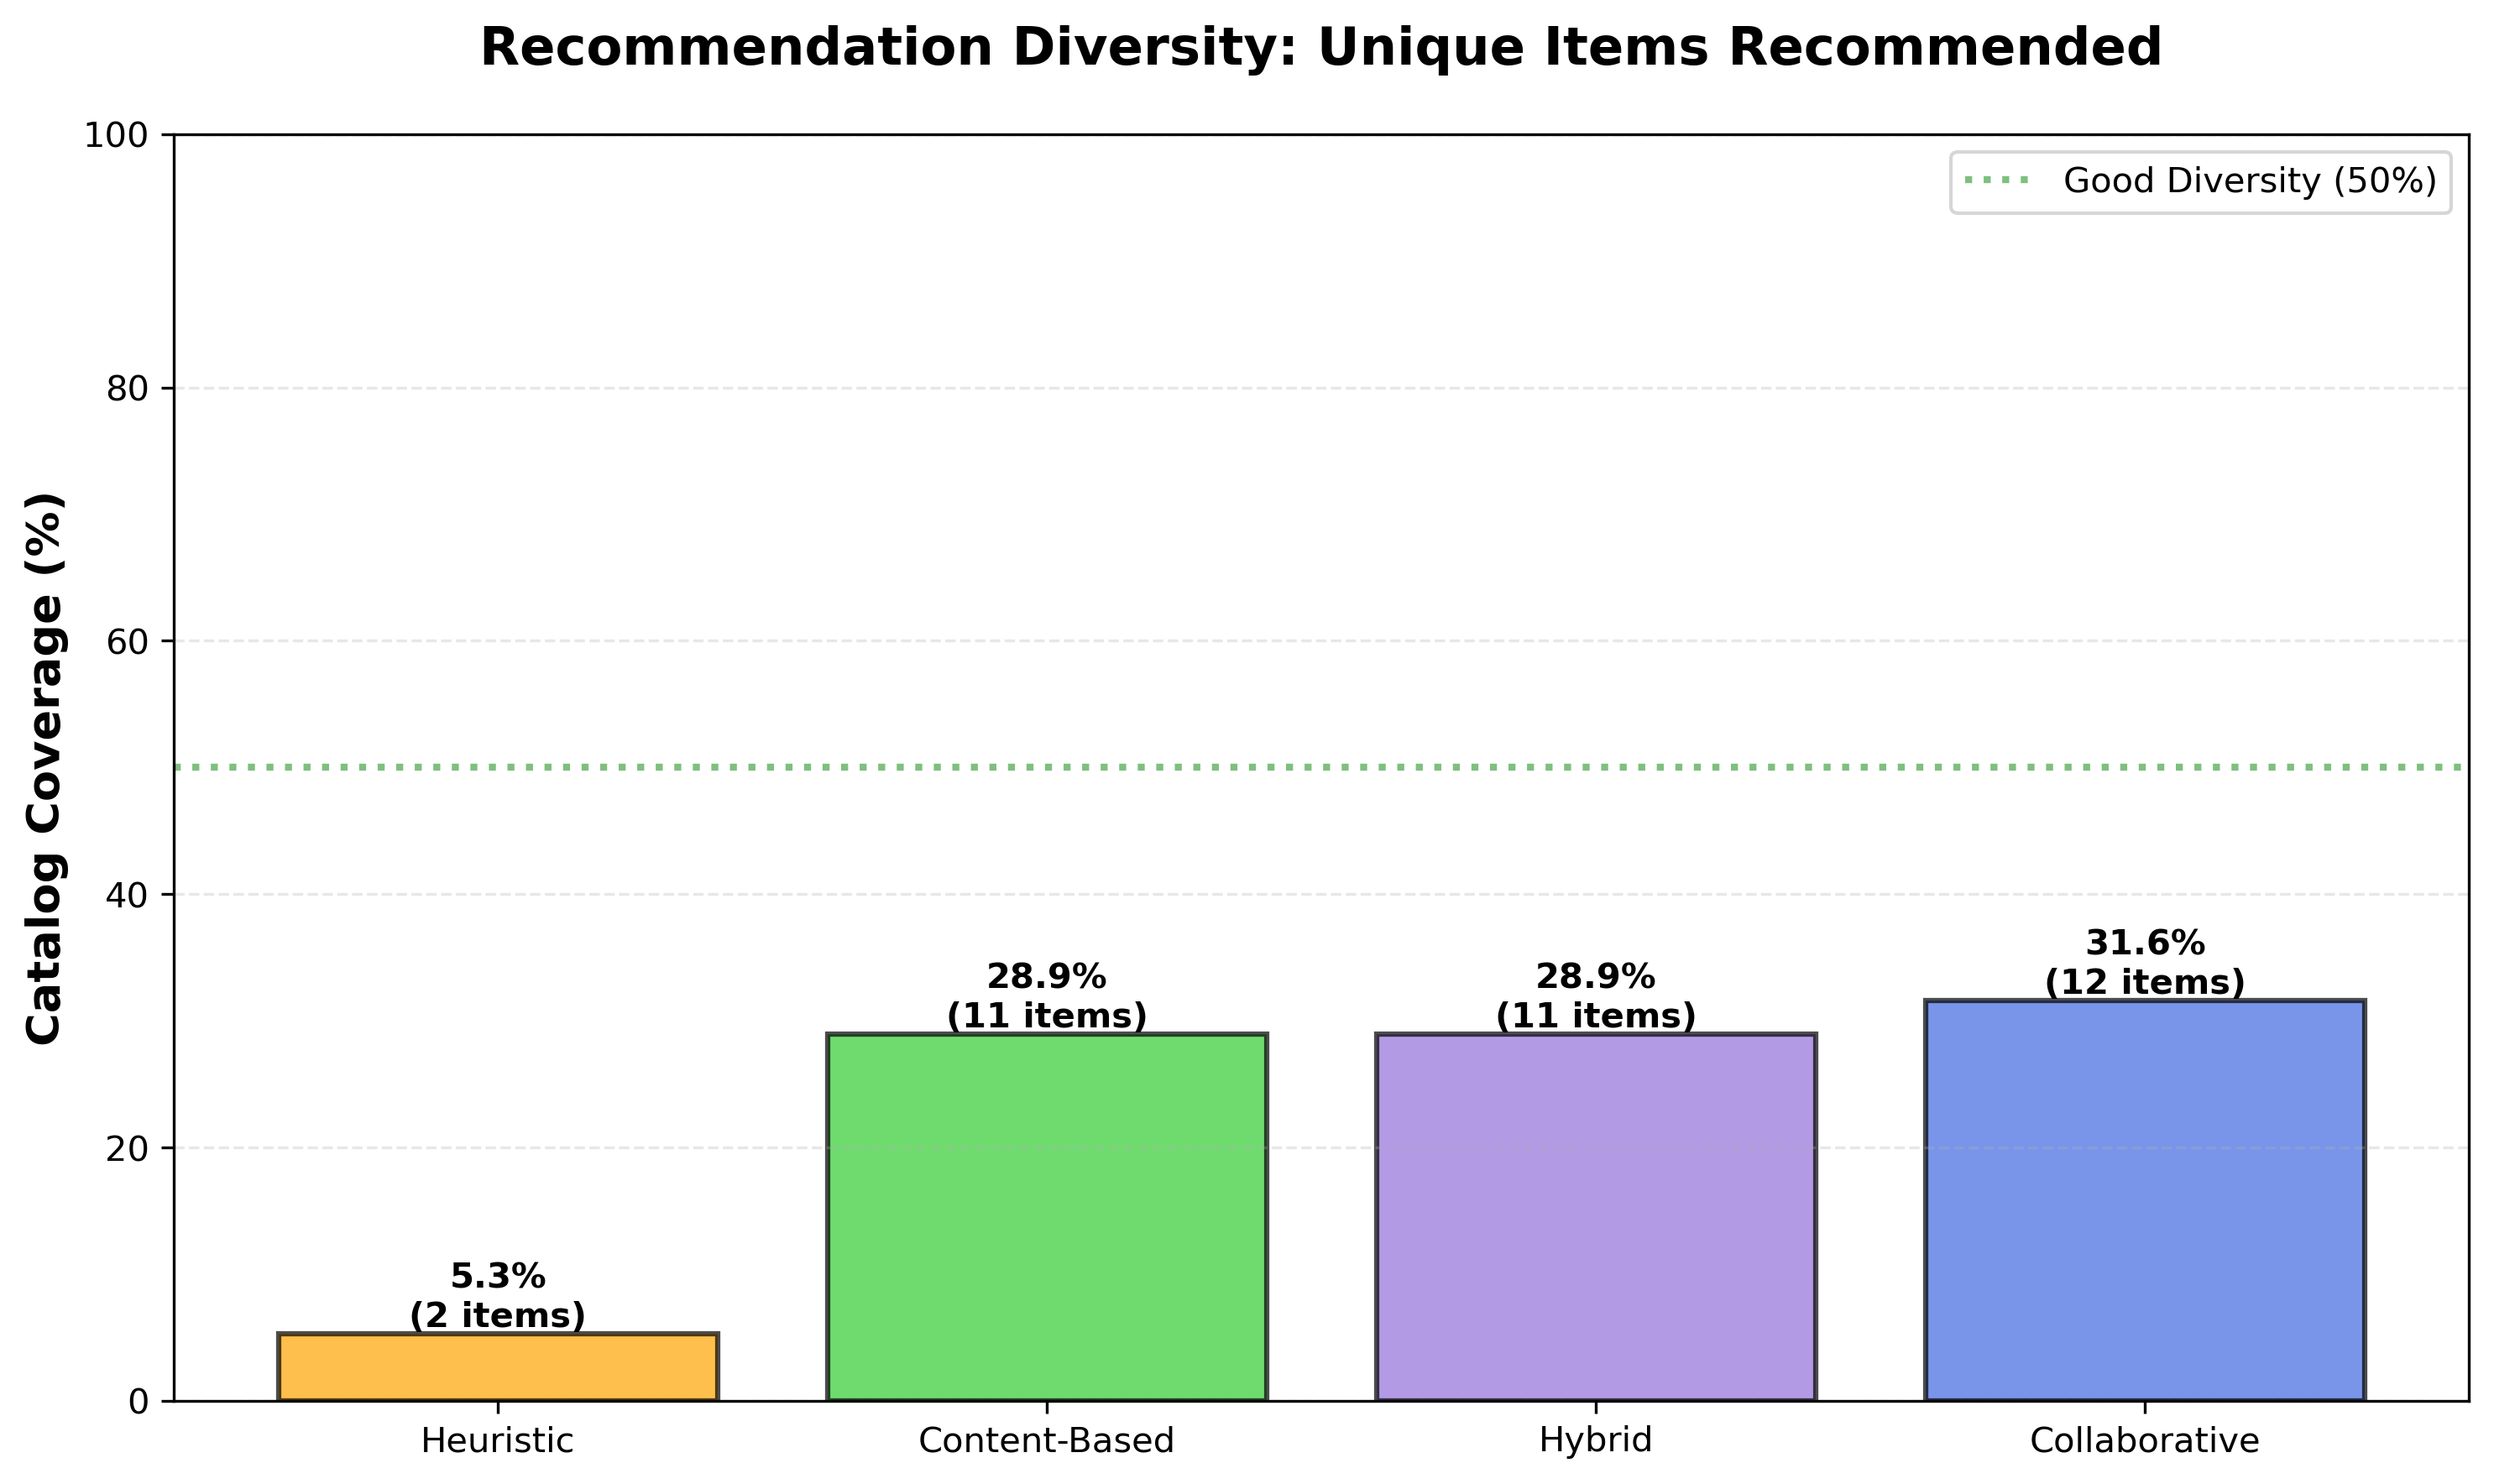 Recommendation Diversity: Unique Items Recommended
Catalog Coverage (%)
100
80
60
40
20
0
Good Diversity (50%)
5.3%
(2 items)
28.9%
(11 items)
28.9%
(11 items)
31.6%
(12 items)
Heuristic
Content-Based
Hybrid
Collaborative